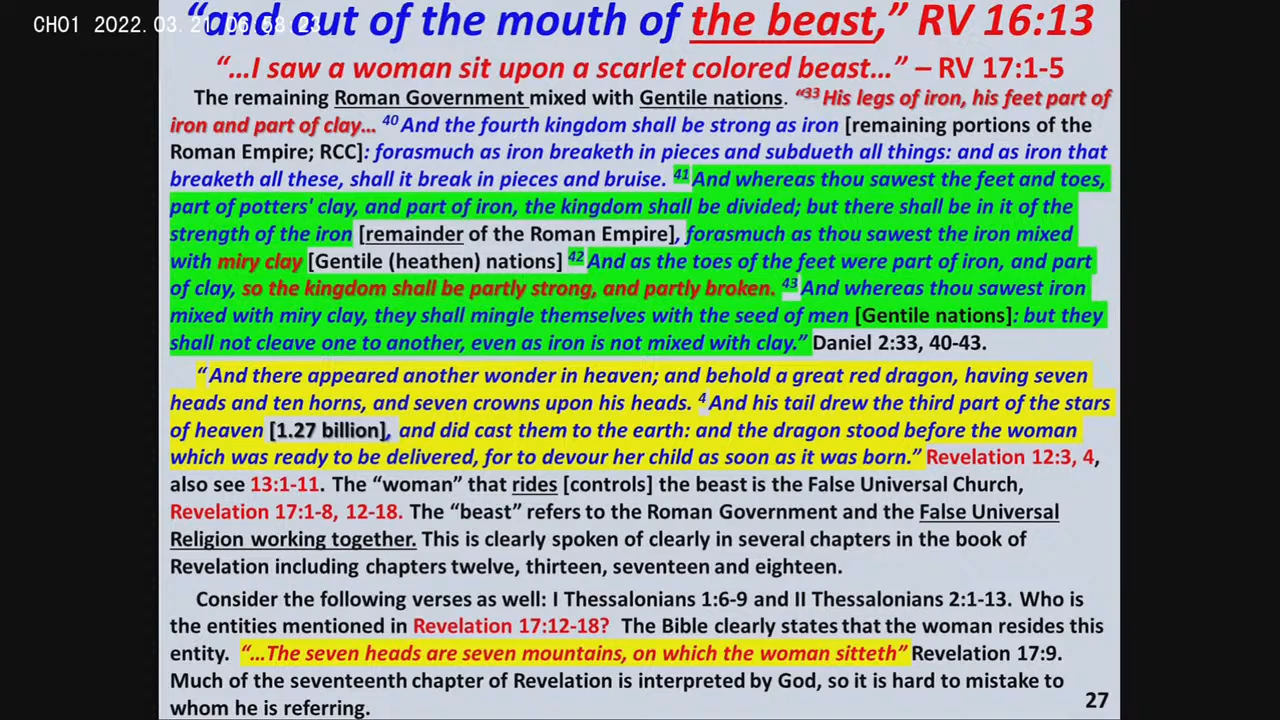 “and out of the mouth of the beast,” RV 16:13
CH01 2022.03.21 06:58:23
“…I saw a woman sit upon a scarlet colored beast…” – RV 17:1-5
The remaining Roman Government mixed with Gentile nations. “33 His legs of iron, his feet part of
iron and part of clay… 40 And the fourth kingdom shall be strong as iron [remaining portions of the
Roman Empire; RCC]: forasmuch as iron breaketh in pieces and subdueth all things: and as iron that
breaketh all these, shall it break in pieces and bruise. 41 And whereas thou sawest the feet and toes,
part of potters' clay, and part of iron, the kingdom shall be divided; but there shall be in it of the
strength of the iron [remainder of the Roman Empire], forasmuch as thou sawest the iron mixed
with miry clay [Gentile (heathen) nations] 42 And as the toes of the feet were part of iron, and part
of clay, so the kingdom shall be partly strong, and partly broken. 43 And whereas thou sawest iron
mixed with miry clay, they shall mingle themselves with the seed of men [Gentile nations]: but they
shall not cleave one to another, even as iron is not mixed with clay.” Daniel 2:33, 40-43.
“And there appeared another wonder in heaven; and behold a great red dragon, having seven
heads and ten horns, and seven crowns upon his heads. 4 And his tail drew the third part of the stars
of heaven [1.27 billion], and did cast them to the earth: and the dragon stood before the woman
which was ready to be delivered, for to devour her child as soon as it was born.” Revelation 12:3, 4,
also see 13:1-11. The “woman” that rides [controls] the beast is the False Universal Church,
Revelation 17:1-8, 12-18. The “beast” refers to the Roman Government and the False Universal
Religion working together. This is clearly spoken of clearly in several chapters in the book of
Revelation including chapters twelve, thirteen, seventeen and eighteen.
Consider the following verses as well: I Thessalonians 1:6-9 and II Thessalonians 2:1-13. Who is
the entities mentioned in Revelation 17:12-18? The Bible clearly states that the woman resides this
entity. “…The seven heads are seven mountains, on which the woman sitteth” Revelation 17:9.
Much of the seventeenth chapter of Revelation is interpreted by God, so it is hard to mistake to
whom he is referring.
27